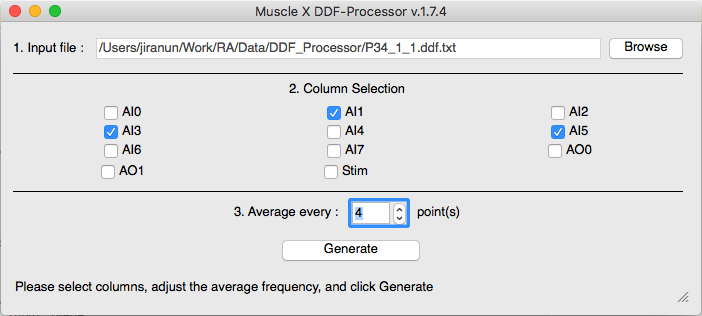 Muscle X DDF-Processor v.1.7.4
1. Input file : /Users/jiranun/Work/RA/Data/DDF_Processor/P34_1_1.ddf.txt Browse
2. Column Selection
AI0 AI1 AI2
AI3 AI4 AI5
AI6 AI7 AO0
AO1 Stim
3. Average every : 4 point(s)
Generate
Please select columns, adjust the average frequency, and click Generate